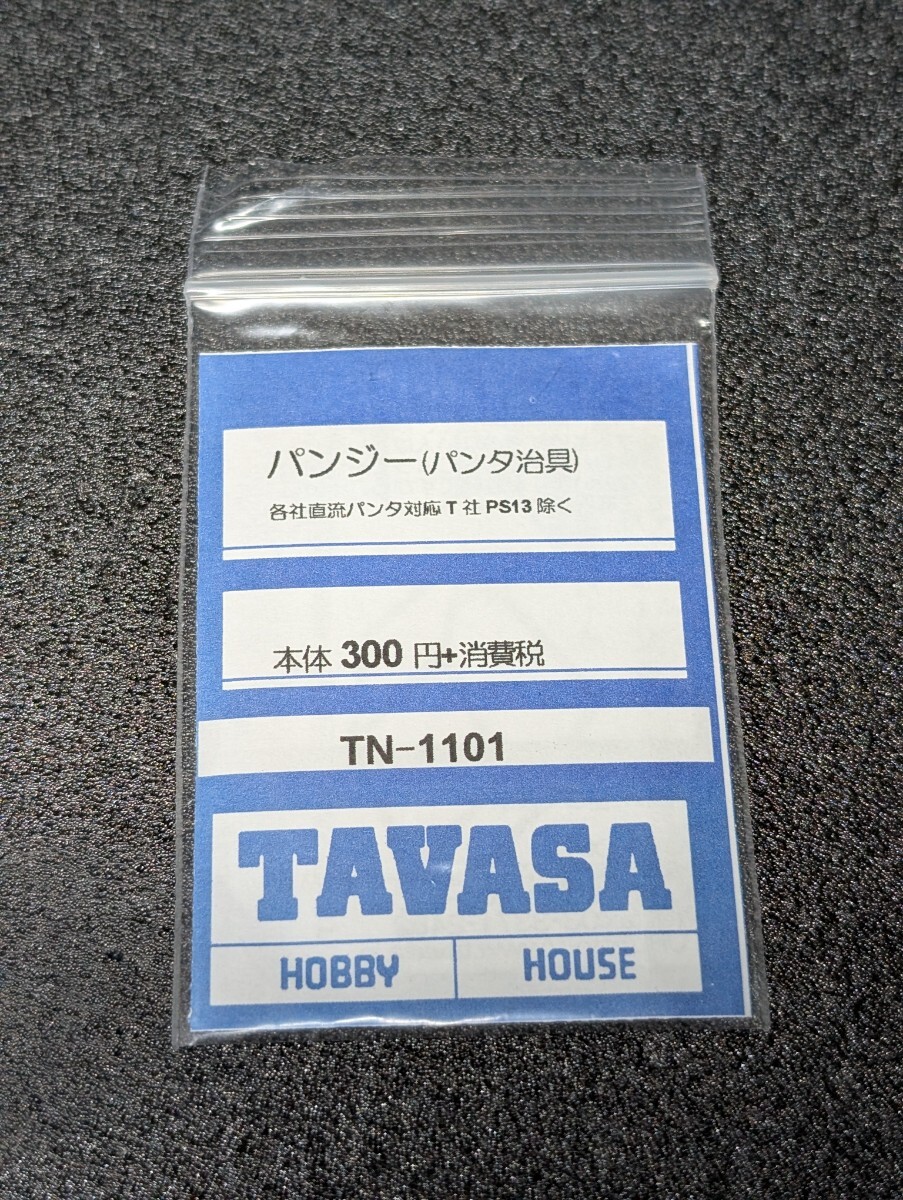 パンジー(パンタ治具)
各社直流パンタ対応 T 社 PS13 除く
本体 300 円+消費税
TN-1101
TAVASA
HOBBY HOUSE